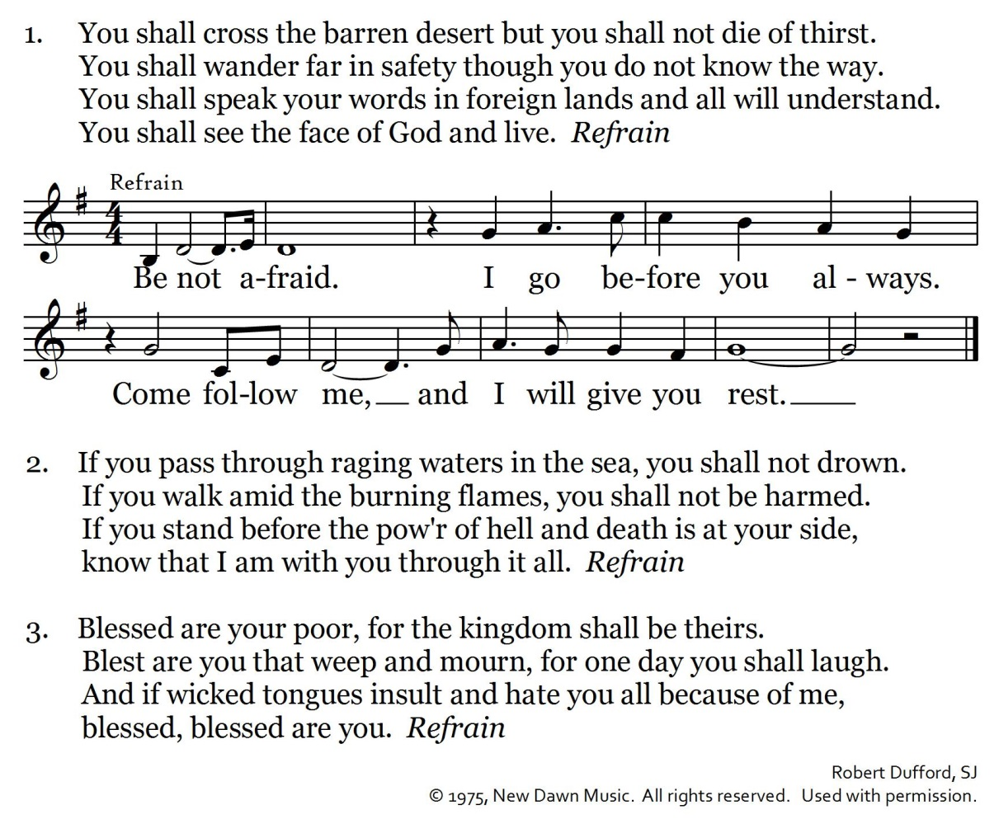 1. You shall cross the barren desert but you shall not die of thirst.
You shall wander far in safety though you do not know the way.
You shall speak your words in foreign lands and all will understand.
You shall see the face of God and live. Refrain
Refrain
4
4
Be not a-fraid. I go be-fore you al - ways.
Come fol-low me,__ and I will give you rest.____
2. If you pass through raging waters in the sea, you shall not drown.
If you walk amid the burning flames, you shall not be harmed.
If you stand before the pow'r of hell and death is at your side,
know that I am with you through it all. Refrain
3. Blessed are your poor, for the kingdom shall be theirs.
Blest are you that weep and mourn, for one day you shall laugh.
And if wicked tongues insult and hate you all because of me,
blessed, blessed are you. Refrain
Robert Dufford, SJ
© 1975, New Dawn Music. All rights reserved. Used with permission.